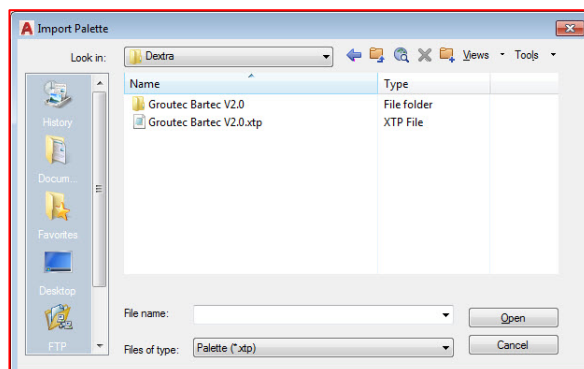 Import Palette
Look in: Dextra Views Tools
Name Type
Groutec Bartec V2.0 File folder
Groutec Bartec V2.0.xtp XTP File
History
Docum...
Favorites
Desktop
FTP
File name: Open
Files of type: Palette (*.xtp) Cancel